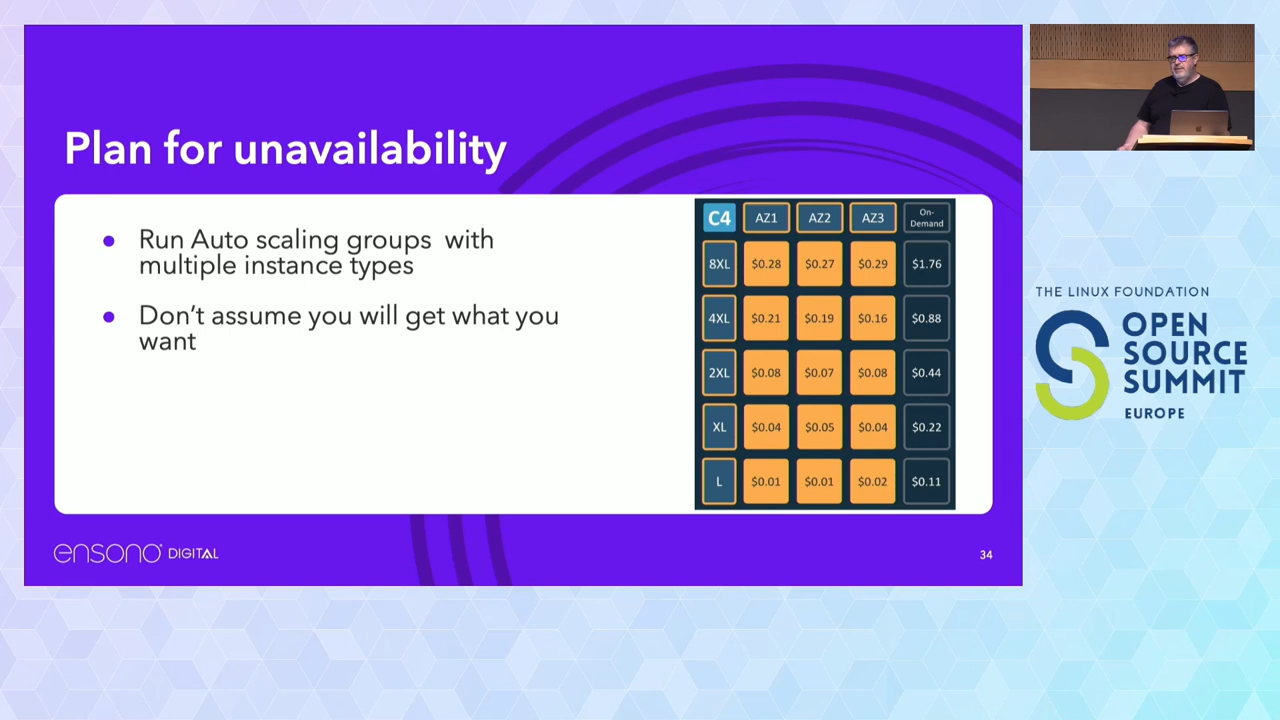 Plan for unavailability
Run Auto scaling groups with
multiple instance types
Don't assume you will get what you
want
C4 AZ1 AZ2 AZ3 On-Demand
8XL $0.28 $0.27 $0.29 $1.76
4XL $0.21 $0.19 $0.16 $0.88
2XL $0.08 $0.07 $0.08 $0.44
XL $0.04 $0.05 $0.04 $0.22
L $0.01 $0.01 $0.02 $0.11
ensono DIGITAL
34
THE LINUX FOUNDATION
OPEN
SOURCE
SUMMIT
EUROPE